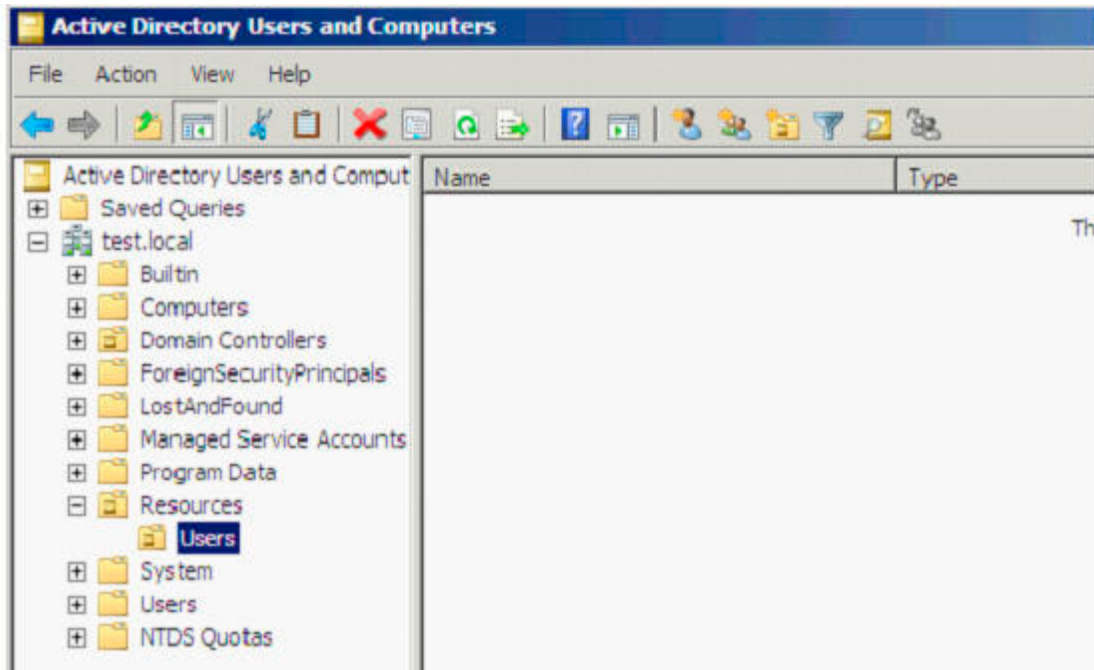 Active Directory Users and Computers
File Action View Help
Active Directory Users and Comput
Name Type
Saved Queries
Th
test.local
Builtin
Computers
Domain Controllers
ForeignSecurityPrincipals
LostAndFound
Managed Service Accounts
Program Data
Resources
Users
System
Users
NTDS Quotas